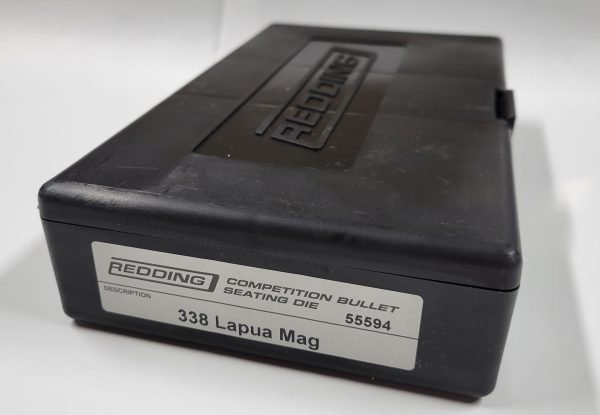 REDDING
REDDING
COMPETITION BULLET
SEATING DIE
55594
DESCRIPTION
338 Lapua Mag